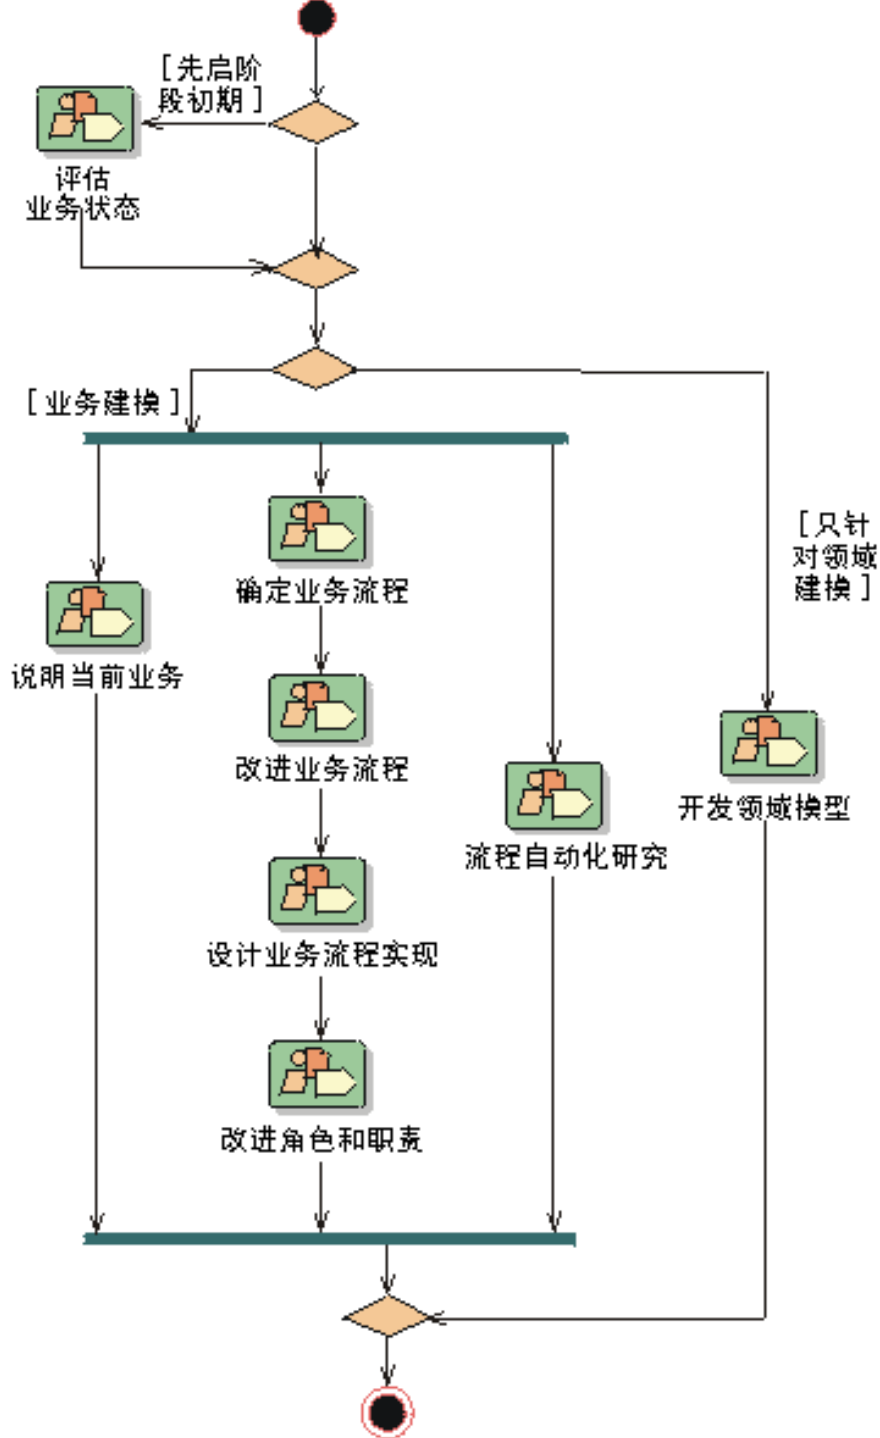 [先启阶
段初期]
评估
业务状态
[业务建模]
[只针
对领域
建模]
确定业务流程
说明当前业务
改进业务流程
开发领域模型
流程自动化研究
设计业务流程实现
改进角色和职责